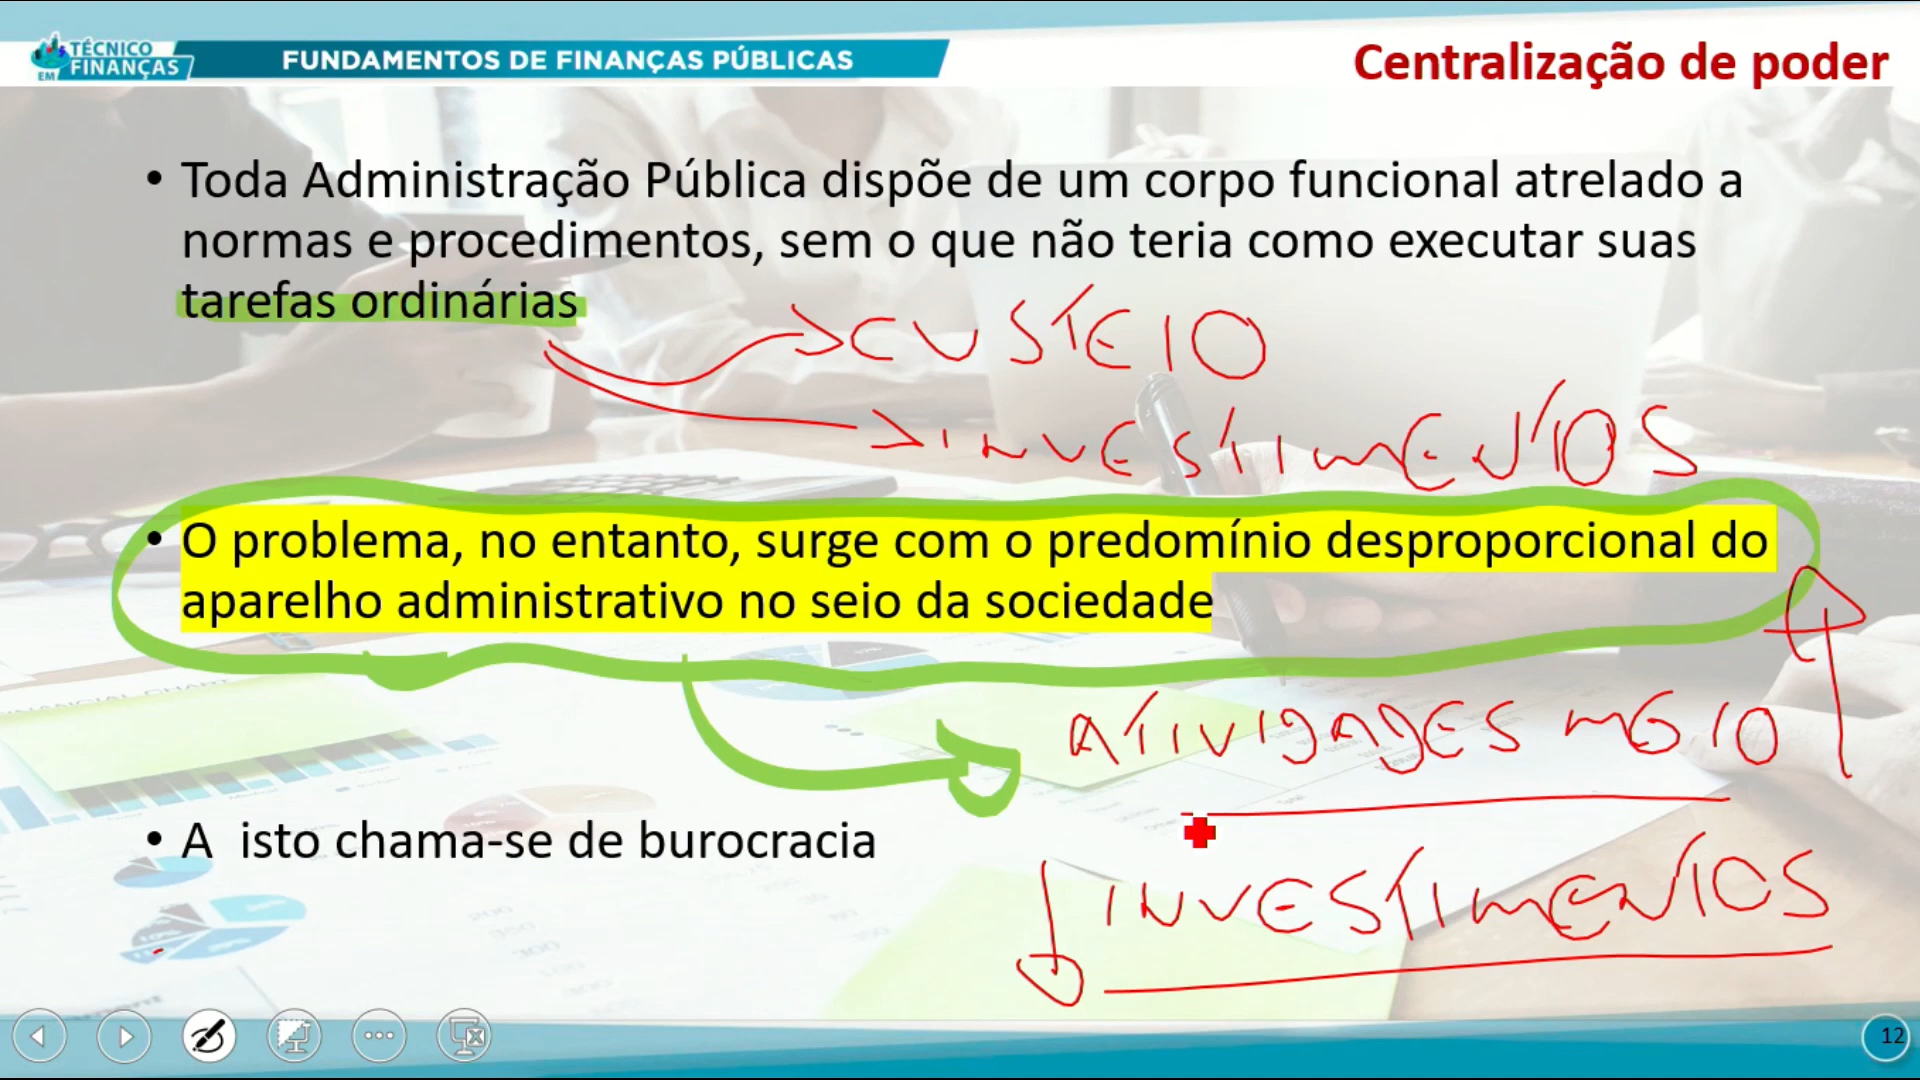 TÉCNICO
EM FINANÇAS
FUNDAMENTOS DE FINANÇAS PÚBLICAS
Centralização de poder
• Toda Administração Pública dispõe de um corpo funcional atrelado a
normas e procedimentos, sem o que não teria como executar suas
tarefas ordinárias
CUSTEIO
INVESTIMENTOS
• O problema, no entanto, surge com o predomínio desproporcional do
aparelho administrativo no seio da sociedade
ATIVIDADES MEIO
• A  isto chama-se de burocracia
INVESTIMENTOS
12